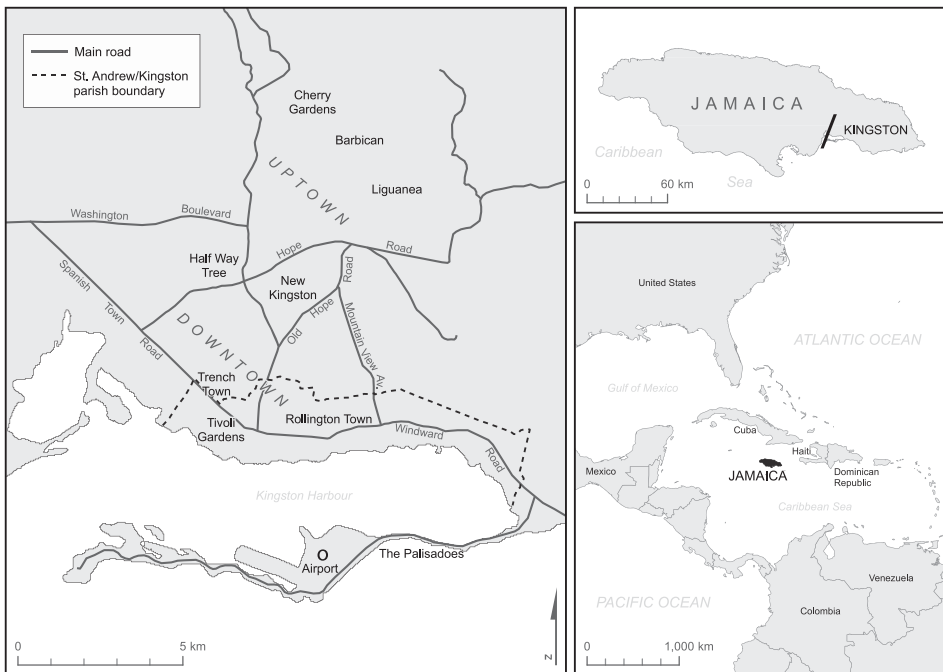 Main road
St. Andrew/Kingston
parish boundary
Cherry
Gardens
Barbican
UPTOWN
Liguanea
Washington
Boulevard
Hope
Road
Half Way
Tree
New
Kingston
Road
Spanish
Town
Road
Old
Hope
Mountain View Av.
DOWNTOWN
Trench
Town
Tivoli
Gardens
Rollington Town
Windward
Road
Kingston Harbour
Airport
The Palisadoes
0
5 km
N
JAMAICA
KINGSTON
Caribbean
Sea
0
60 km
United States
ATLANTIC OCEAN
Gulf of Mexico
Cuba
Haiti
Mexico
JAMAICA
Dominican
Republic
Caribbean Sea
Venezuela
PACIFIC OCEAN
Colombia
0
1,000 km